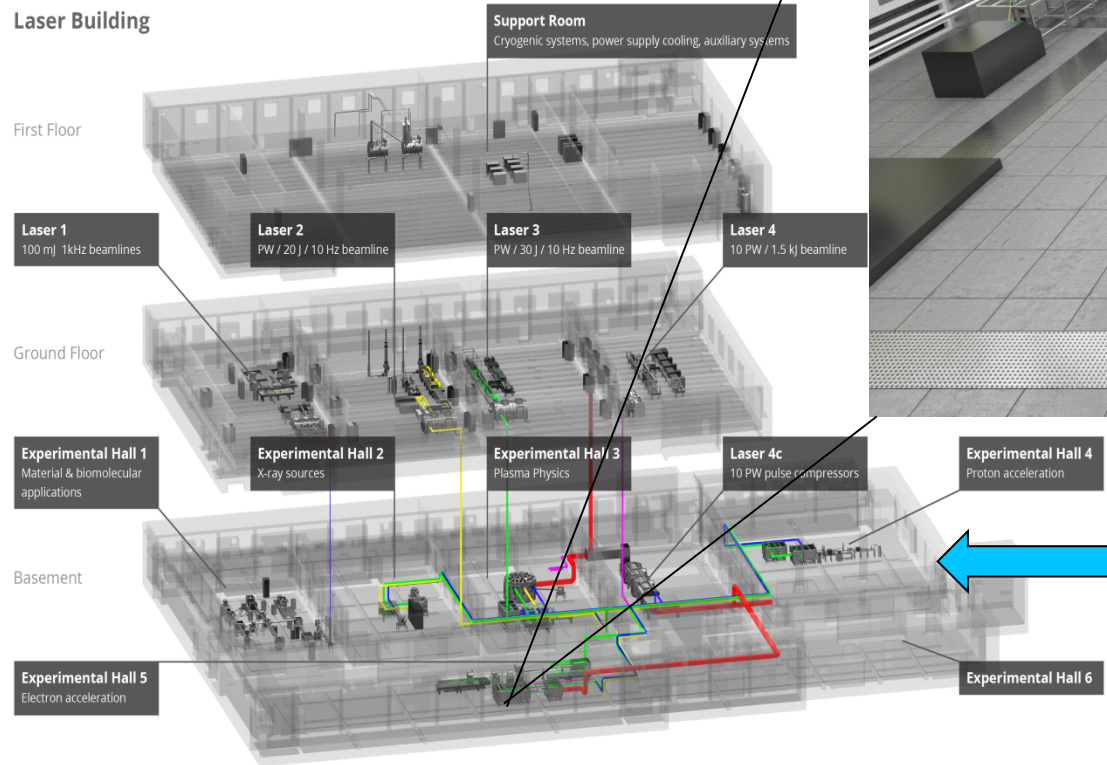 Laser Building
Support Room
Cryogenic systems, power supply cooling, auxiliary systems
First Floor
Laser 1
100 mJ 1kHz beamlines
Laser 2
PW / 20 J / 10 Hz beamline
Laser 3
PW / 30 J / 10 Hz beamline
Laser 4
10 PW / 1.5 kJ beamline
Ground Floor
Experimental Hall 1
Material & biomolecular
applications
Experimental Hall 2
X-ray sources
Experimental Hall 3
Plasma Physics
Laser 4c
10 PW pulse compressors
Experimental Hall 4
Proton acceleration
Basement
Experimental Hall 5
Electron acceleration
Experimental Hall 6